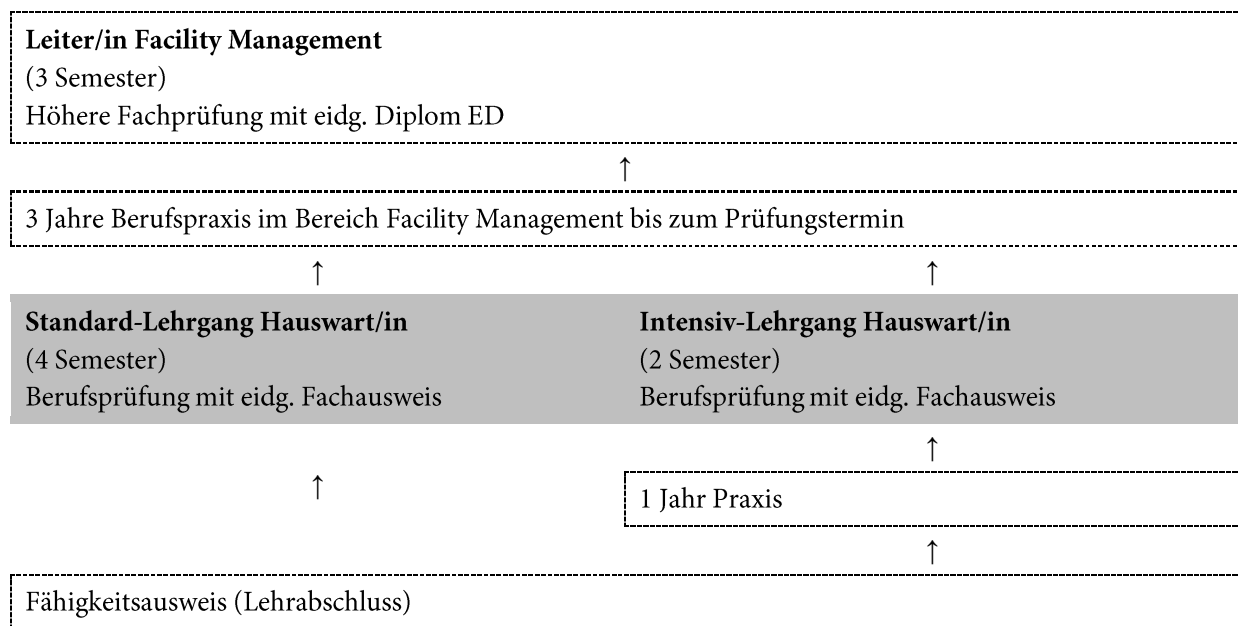 Leiter/in Facility Management
(3 Semester)
Höhere Fachprüfung mit eidg. Diplom ED
↑
3 Jahre Berufspraxis im Bereich Facility Management bis zum Prüfungstermin
↑ ↑
Standard-Lehrgang Hauswart/in
(4 Semester)
Berufsprüfung mit eidg. Fachausweis
Intensiv-Lehrgang Hauswart/in
(2 Semester)
Berufsprüfung mit eidg. Fachausweis
↑
↑
1 Jahr Praxis
↑
Fähigkeitsausweis (Lehrabschluss)